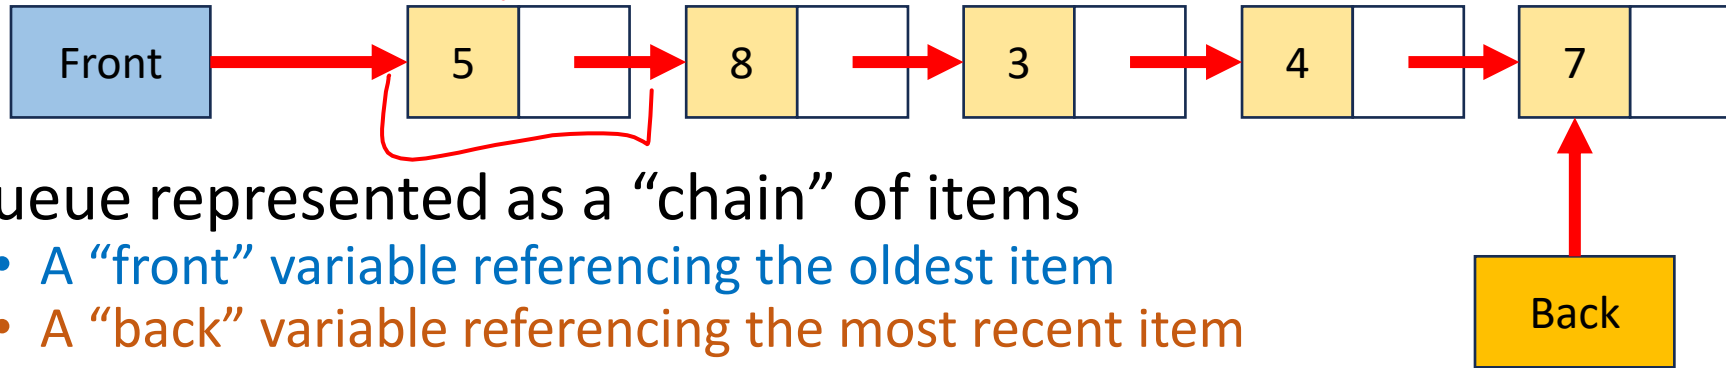 Front 5 8 3 4 7
ueue represented as a “chain” of items
• A “front” variable referencing the oldest item
• A “back” variable referencing the most recent item
Back